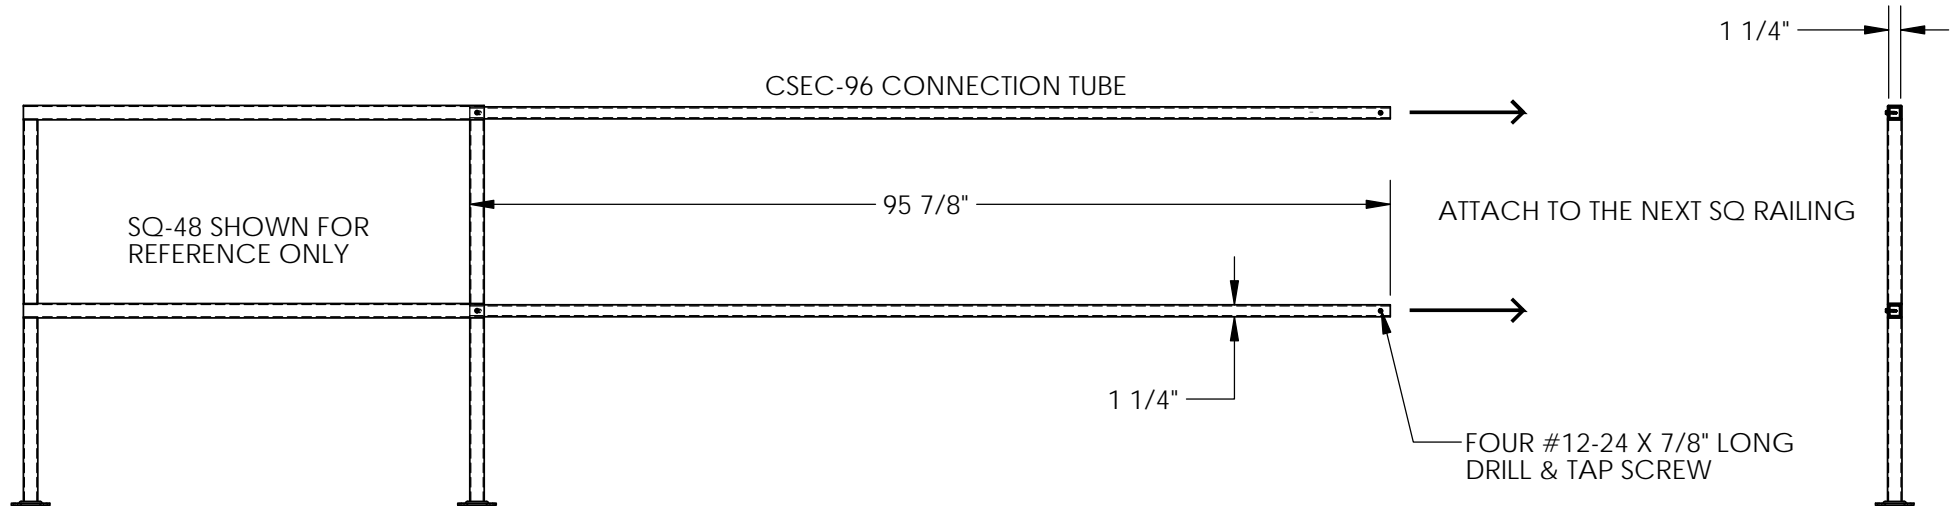 1 1/4"
CSEC-96 CONNECTION TUBE
95 7/8"
ATTACH TO THE NEXT SQ RAILING
SQ-48 SHOWN FOR
REFERENCE ONLY
1 1/4"
FOUR #12-24 X 7/8" LONG
DRILL & TAP SCREW